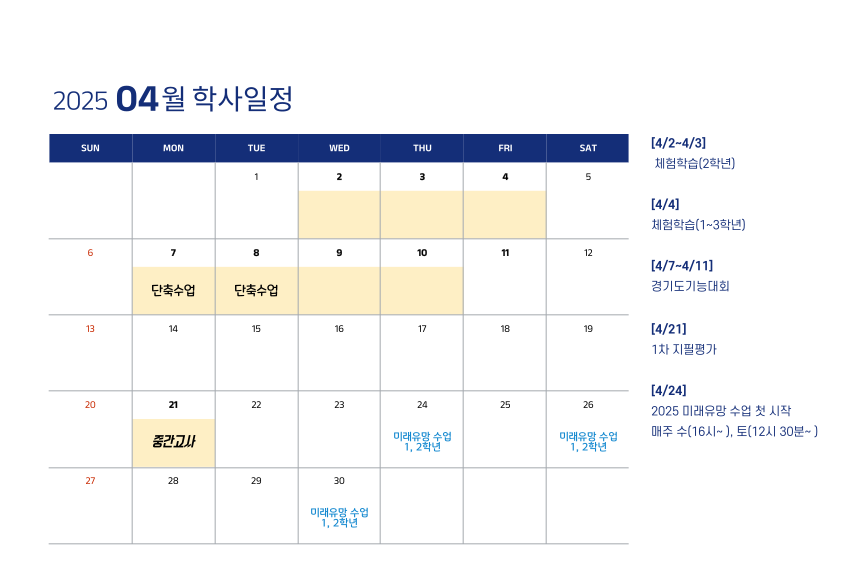 2025 04월 학사일정
SUN MON TUE WED THU FRI SAT
1 2 3 4 5
6 7 8 9 10 11 12
단축수업 단축수업
13 14 15 16 17 18 19
20 21 22 23 24 25 26
중간고사 미래유망 수업 미래유망 수업
1, 2학년 1, 2학년
27 28 29 30
미래유망 수업
1, 2학년
[4/2~4/3]
체험학습(2학년)
[4/4]
체험학습(1~3학년)
[4/7~4/11]
경기도기능대회
[4/21]
1차 지필평가
[4/24]
2025 미래유망 수업 첫 시작
매주 수(16시~ ), 토(12시 30분~ )